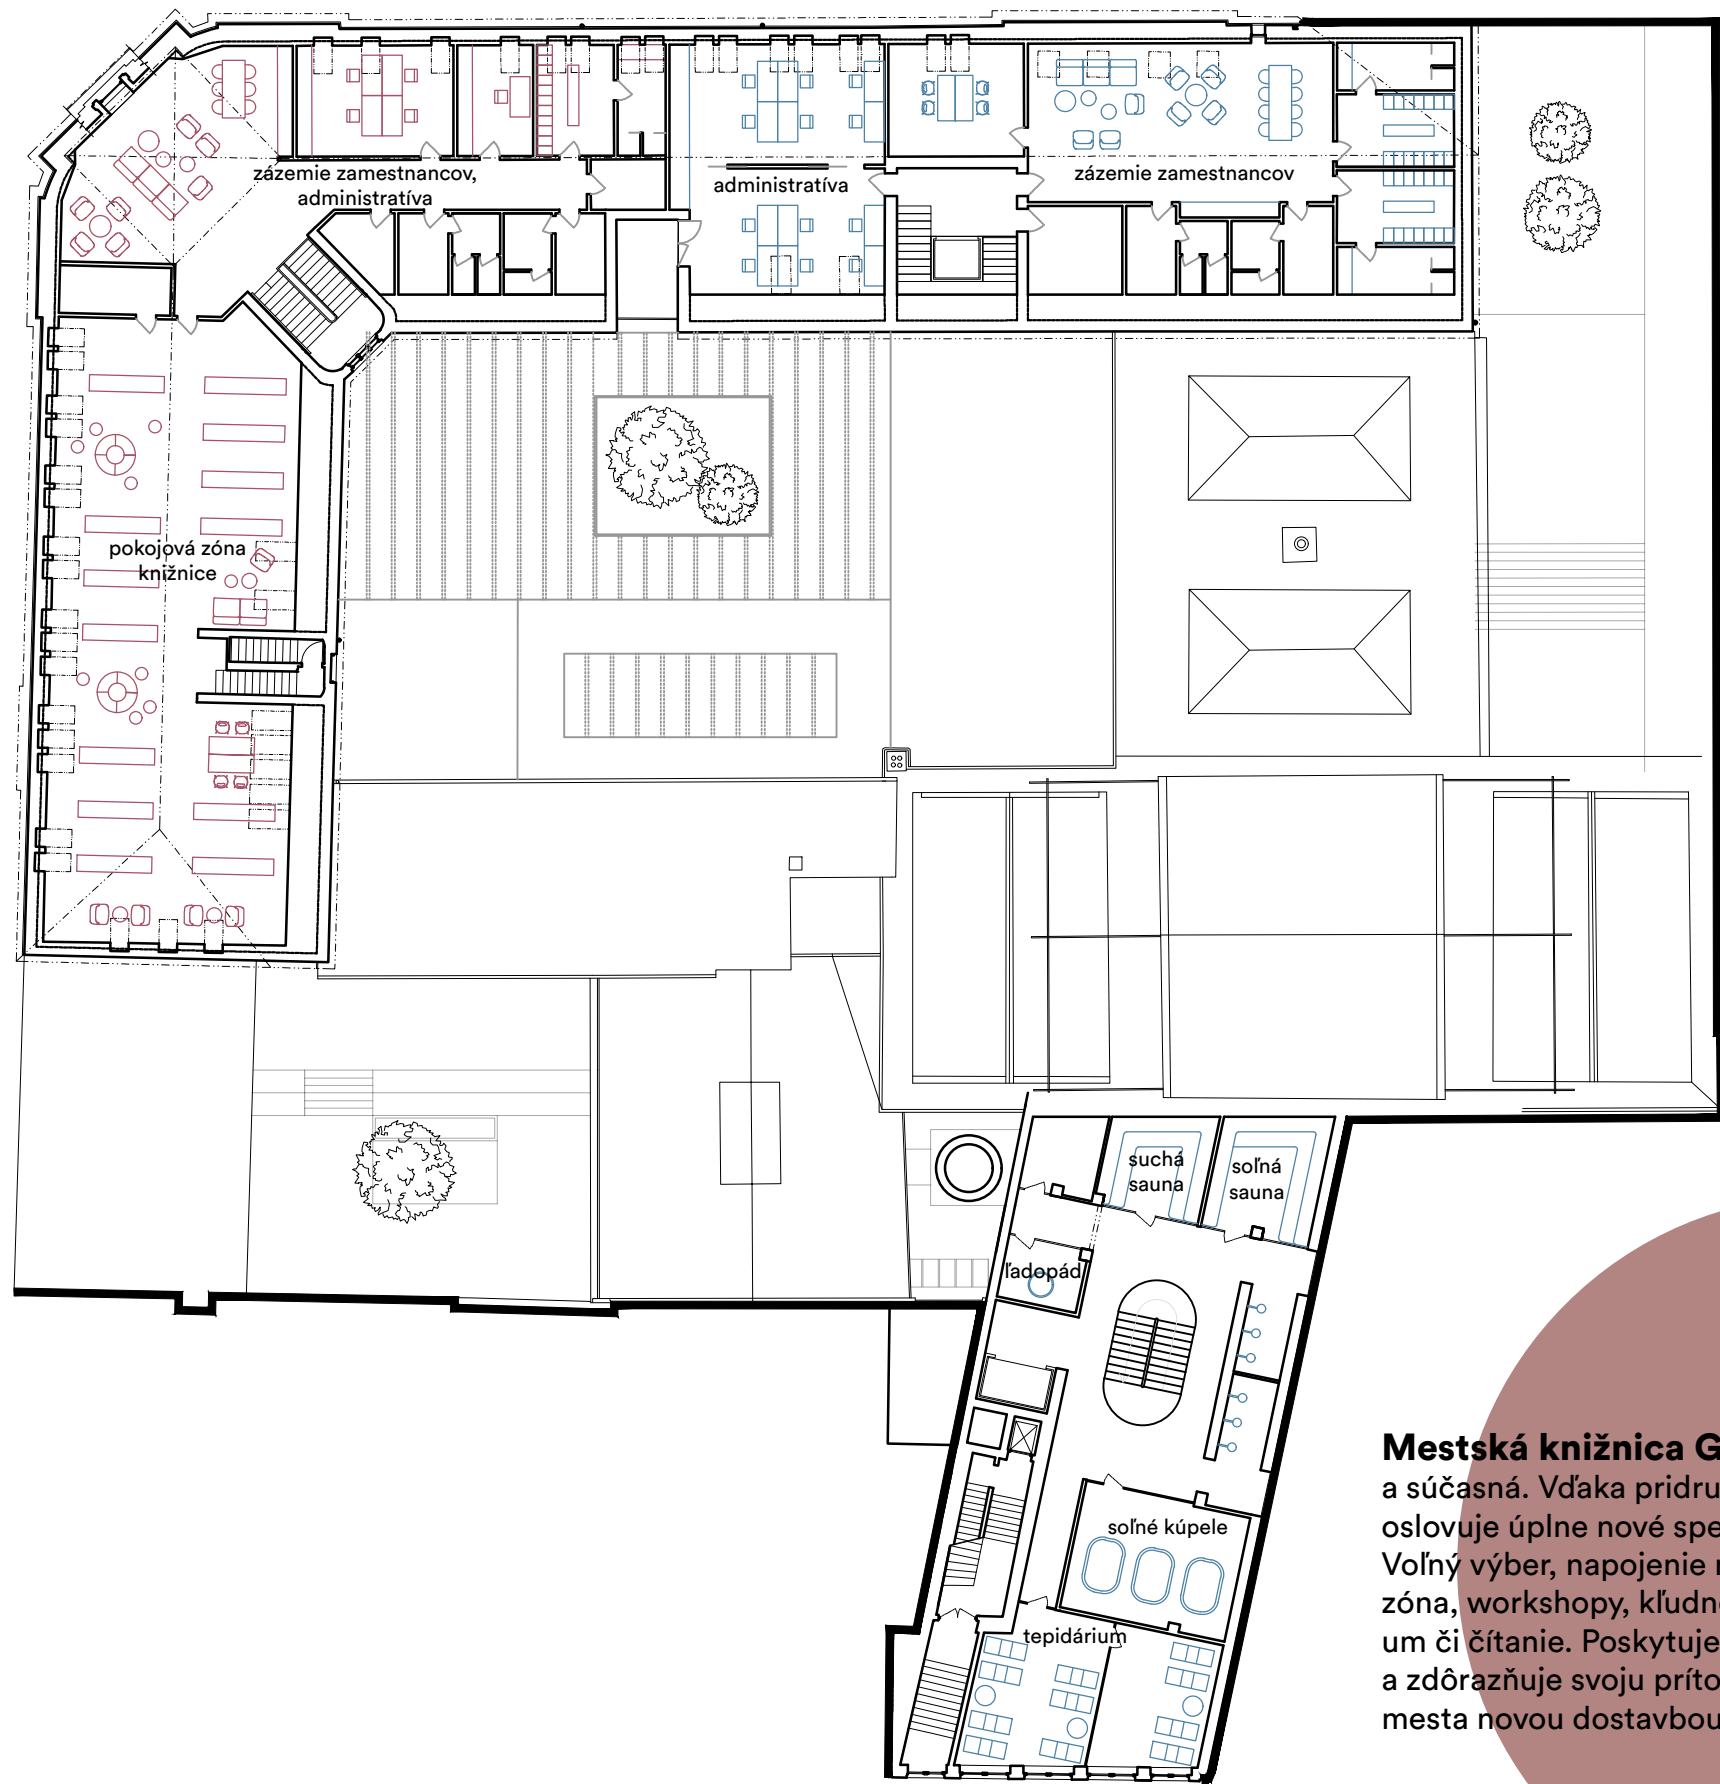 zázemie zamestnancov,
administratíva
administratíva
zázemie zamestnancov
pokojová zóna
knižnice
suchá
sauna
soľná
sauna
ľadopád
soľné kúpele
tepidárium
Mestská knižnica G
a súčasná. Vďaka pridru
oslovuje úplne nové spe
Voľný výber, napojenie
zóna, workshopy, kľudn
um či čítanie. Poskytuje
a zdôrazňuje svoju príto
mesta novou dostavbou